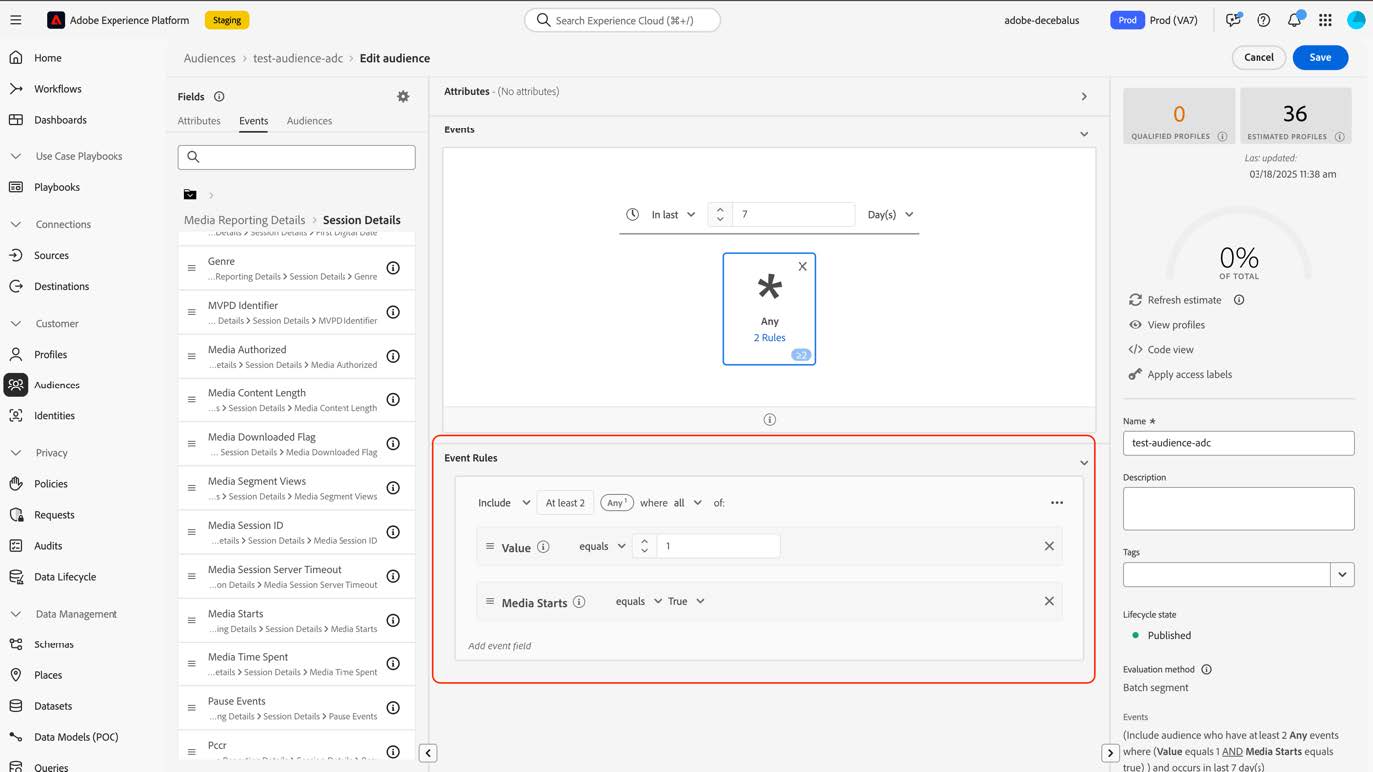 Adobe Experience Platform
Staging
Search Experience Cloud (⌘+/)
adobe-decebalus
Prod
Prod (VA7)
Home
Workflows
Dashboards
Use Case Playbooks
Playbooks
Connections
Sources
Destinations
Customer
Profiles
Audiences
Identities
Privacy
Policies
Requests
Audits
Data Lifecycle
Data Management
Schemas
Places
Datasets
Data Models (POC)
Queries
Audiences > test-audience-adc > Edit audience
Cancel
Save
Fields
Attributes
Events
Audiences
Media Reporting Details > Session Details
...Details > Session Details > First Digital Date
Genre
...Reporting Details > Session Details > Genre
MVPD Identifier
... Details > Session Details > MVPD Identifier
Media Authorized
...etails > Session Details > Media Authorized
Media Content Length
...s > Session Details > Media Content Length
Media Downloaded Flag
... Session Details > Media Downloaded Flag
Media Segment Views
...s > Session Details > Media Segment Views
Media Session ID
...etails > Session Details > Media Session ID
Media Session Server Timeout
...on Details > Media Session Server Timeout
Media Starts
...ing Details > Session Details > Media Starts
Media Time Spent
...etails > Session Details > Media Time Spent
Pause Events
...ng Details > Session Details > Pause Events
Pccr
Attributes - (No attributes)
Events
In last
7
Day(s)
*
Any
2 Rules
≥2
Event Rules
Include At least 2 Any 1 where all of:
Value equals 1
Media Starts equals True
Add event field
0
QUALIFIED PROFILES
36
ESTIMATED PROFILES
Last updated:
03/18/2025 11:38 am
0%
OF TOTAL
Refresh estimate
View profiles
Code view
Apply access labels
Name *
test-audience-adc
Description
Tags
Lifecycle state
Published
Evaluation method
Batch segment
Events
(Include audience who have at least 2 Any events
where (Value equals 1 AND Media Starts equals
true) ) and occurs in last 7 day(s)